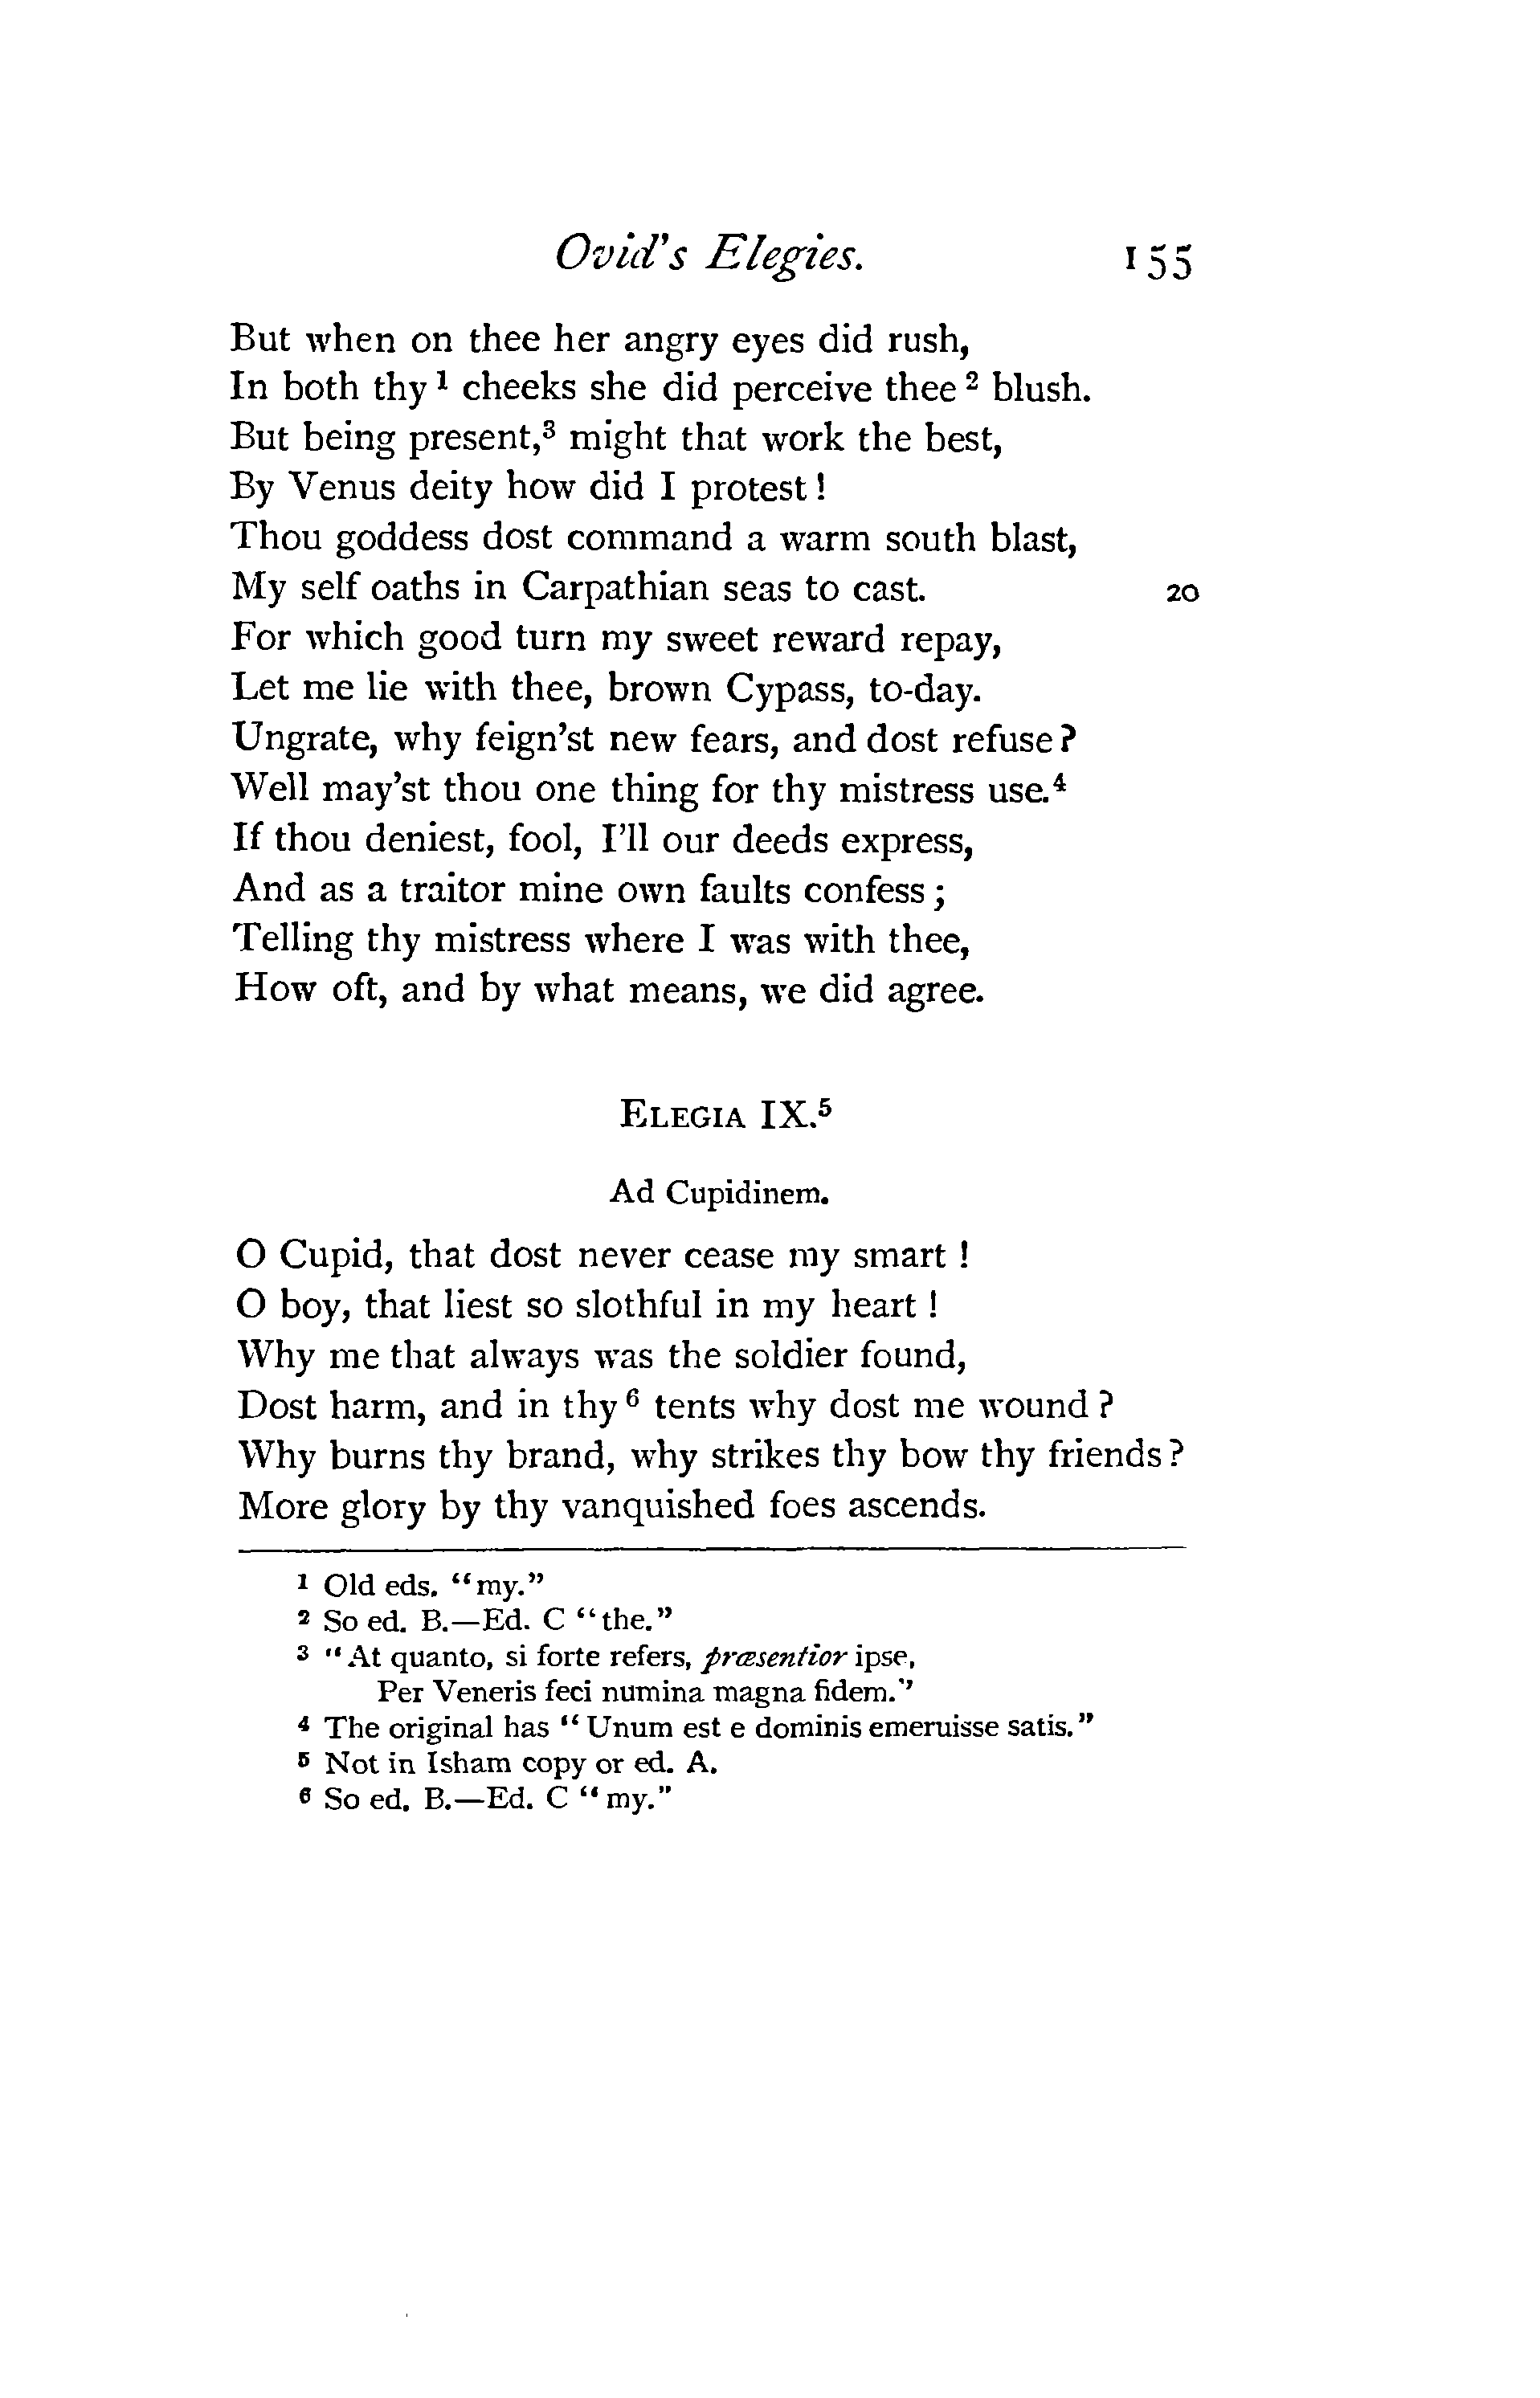 Ovid's Elegies. 155
But when on thee her angry eyes did rush,
In both thy ¹ cheeks she did perceive thee ² blush.
But being present,³ might that work the best,
By Venus deity how did I protest !
Thou goddess dost command a warm south blast,
My self oaths in Carpathian seas to cast. 20
For which good turn my sweet reward repay,
Let me lie with thee, brown Cypass, to-day.
Ungrate, why feign'st new fears, and dost refuse ?
Well may'st thou one thing for thy mistress use.⁴
If thou deniest, fool, I'll our deeds express,
And as a traitor mine own faults confess ;
Telling thy mistress where I was with thee,
How oft, and by what means, we did agree.
ELEGIA IX.⁵
Ad Cupidinem.
O Cupid, that dost never cease my smart !
O boy, that liest so slothful in my heart !
Why me that always was the soldier found,
Dost harm, and in thy ⁶ tents why dost me wound ?
Why burns thy brand, why strikes thy bow thy friends ?
More glory by thy vanquished foes ascends.
¹ Old eds. "my."
² So ed. B.—Ed. C "the."
³ "At quanto, si forte refers, præsentior ipse,
Per Veneris feci numina magna fidem."
⁴ The original has "Unum est e dominis emeruisse satis."
⁵ Not in Isham copy or ed. A.
⁶ So ed. B.—Ed. C "my."